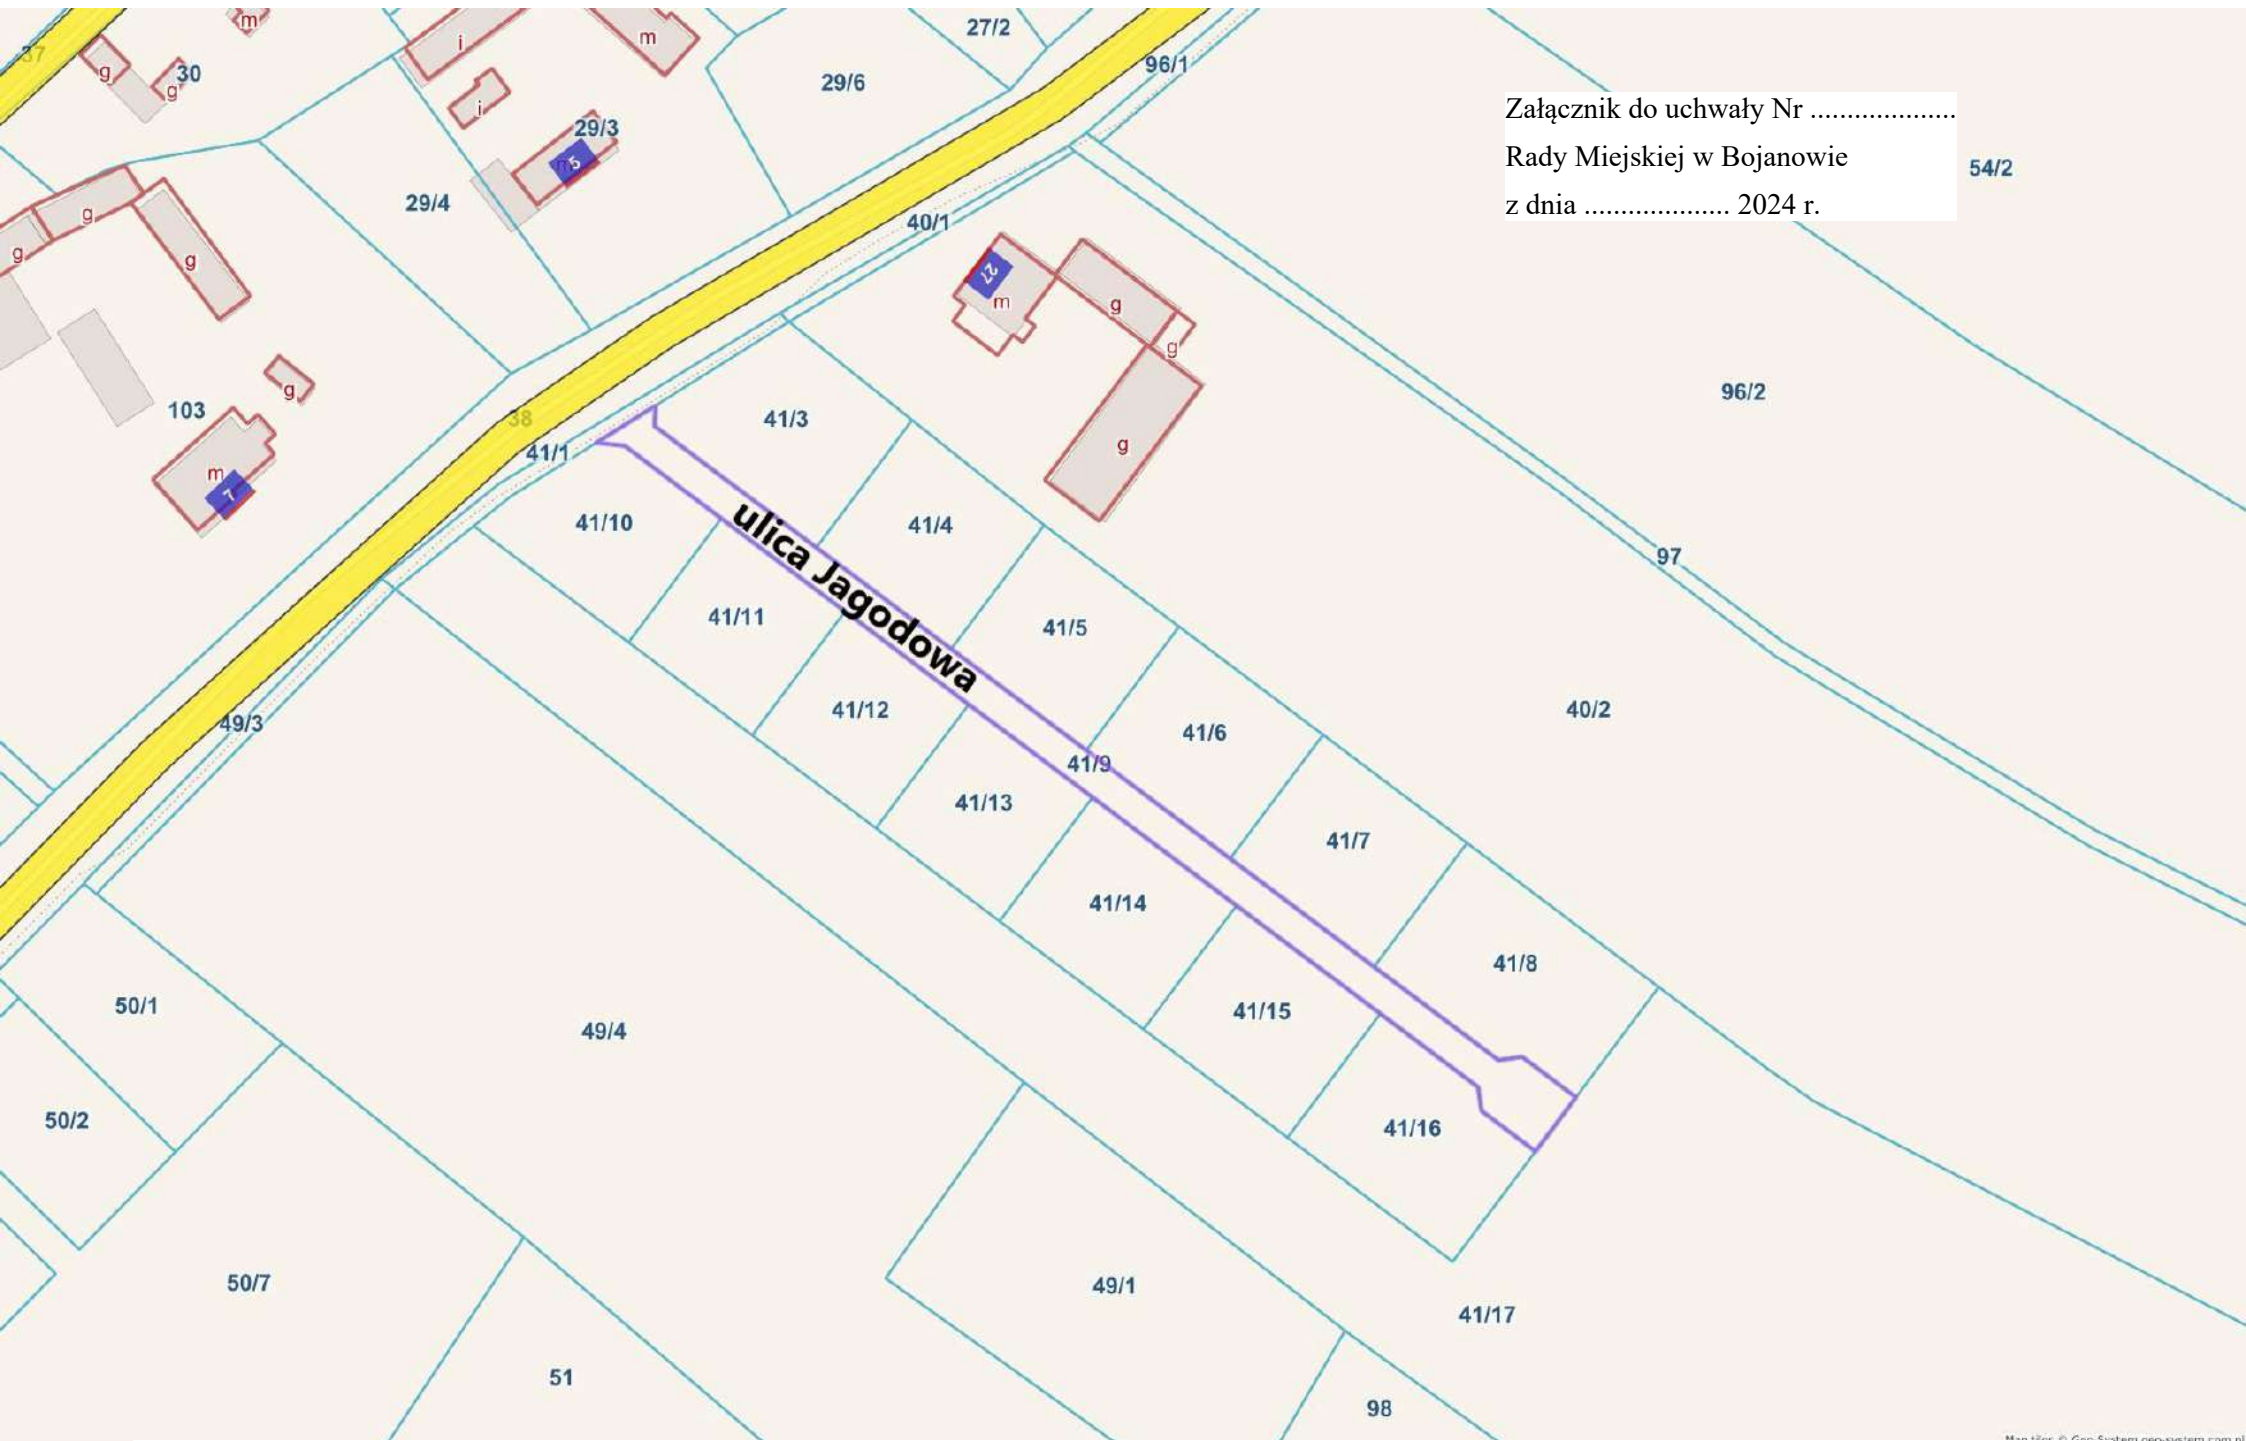 27/2
m
i
m
37
g
30
g
96/1
29/6
i
Załącznik do uchwały Nr ....................
29/3
5
Rady Miejskiej w Bojanowie
54/2
29/4
z dnia .................... 2024 r.
g
40/1
g
g
27
m
g
g
g
96/2
103
38
41/3
g
41/1
m
7
41/10
41/4
ulica Jagodowa
97
41/11
41/5
41/12
40/2
49/3
41/6
41/9
41/13
41/7
41/14
41/8
50/1
41/15
49/4
50/2
41/16
50/7
49/1
41/17
51
98